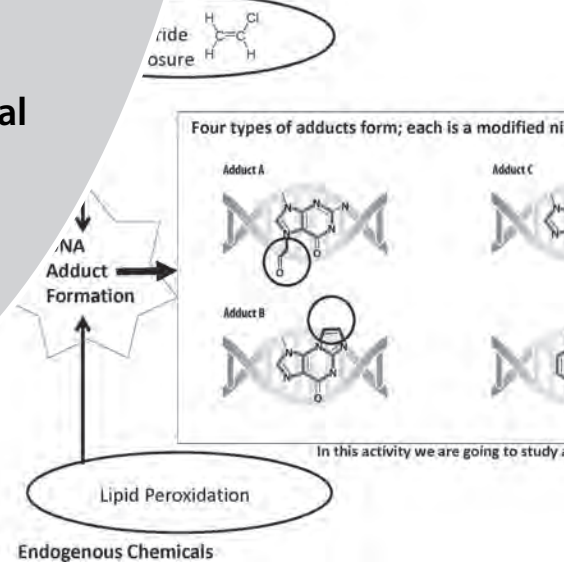 H Cl
C=C
H H
ride
osure
al
Four types of adducts form; each is a modified ni
Adduct A
Adduct C
NA
Adduct
Formation
Adduct B
In this activity we are going to study
Lipid Peroxidation
Endogenous Chemicals